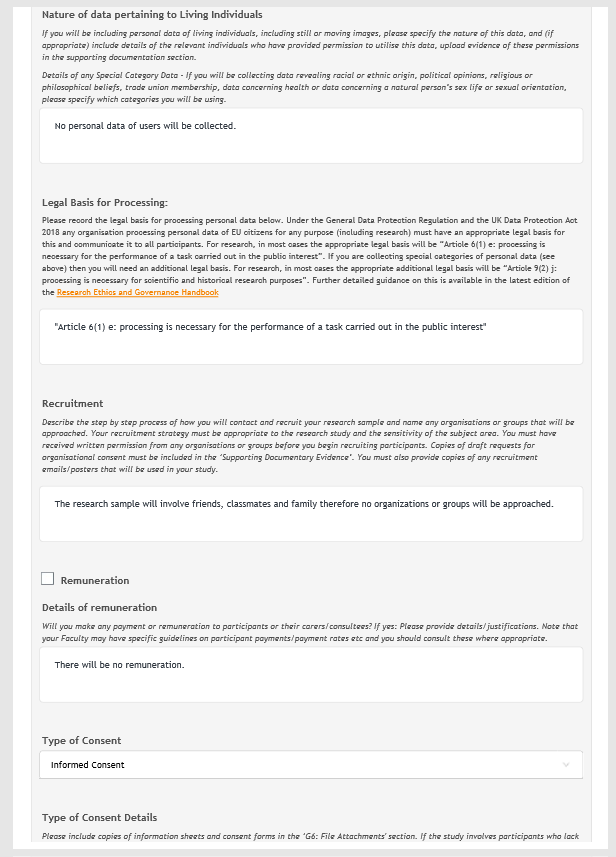 Nature of data pertaining to Living Individuals
If you will be including personal data of living individuals, including still or moving images, please specify the nature of this data, and (if
appropriate) include details of the relevant individuals who have provided permission to utilise this data, upload evidence of these permissions
in the supporting documentation section.
Details of any Special Category Data - If you will be collecting data revealing racial or ethnic origin, political opinions, religious or
philosophical beliefs, trade union membership, data concerning health or data concerning a natural person's sex life or sexual orientation,
please specify which categories you will be using.
No personal data of users will be collected.
Legal Basis for Processing:
Please record the legal basis for processing personal data below. Under the General Data Protection Regulation and the UK Data Protection Act
2018 any organisation processing personal data of EU citizens for any purpose (including research) must have an appropriate legal basis for
this and communicate it to all participants. For research, in most cases the appropriate legal basis will be "Article 6(1) e: processing is
necessary for the performance of a task carried out in the public interest". If you are collecting special categories of personal data (see
above) then you will need an additional legal basis. For research, in most cases the appropriate additional legal basis will be "Article 9(2) j:
processing is necessary for scientific and historical research purposes". Further detailed guidance on this is available in the latest edition of
the Research Ethics and Governance Handbook
"Article 6(1) e: processing is necessary for the performance of a task carried out in the public interest"
Recruitment
Describe the step by step process of how you will contact and recruit your research sample and name any organisations or groups that will be
approached. Your recruitment strategy must be appropriate to the research study and the sensitivity of the subject area. You must have
received written permission from any organisations or groups before you begin recruiting participants. Copies of draft requests for
organisational consent must be included in the 'Supporting Documentary Evidence'. You must also provide copies of any recruitment
emails/posters that will be used in your study.
The research sample will involve friends, classmates and family therefore no organizations or groups will be approached.
Remuneration
Details of remuneration
Will you make any payment or remuneration to participants or their carers/consultees? If yes: Please provide details/justifications. Note that
your Faculty may have specific guidelines on participant payments/payment rates etc and you should consult these where appropriate.
There will be no remuneration.
Type of Consent
Informed Consent
Type of Consent Details
Please include copies of information sheets and consent forms in the 'G6: File Attachments' section. If the study involves participants who lack